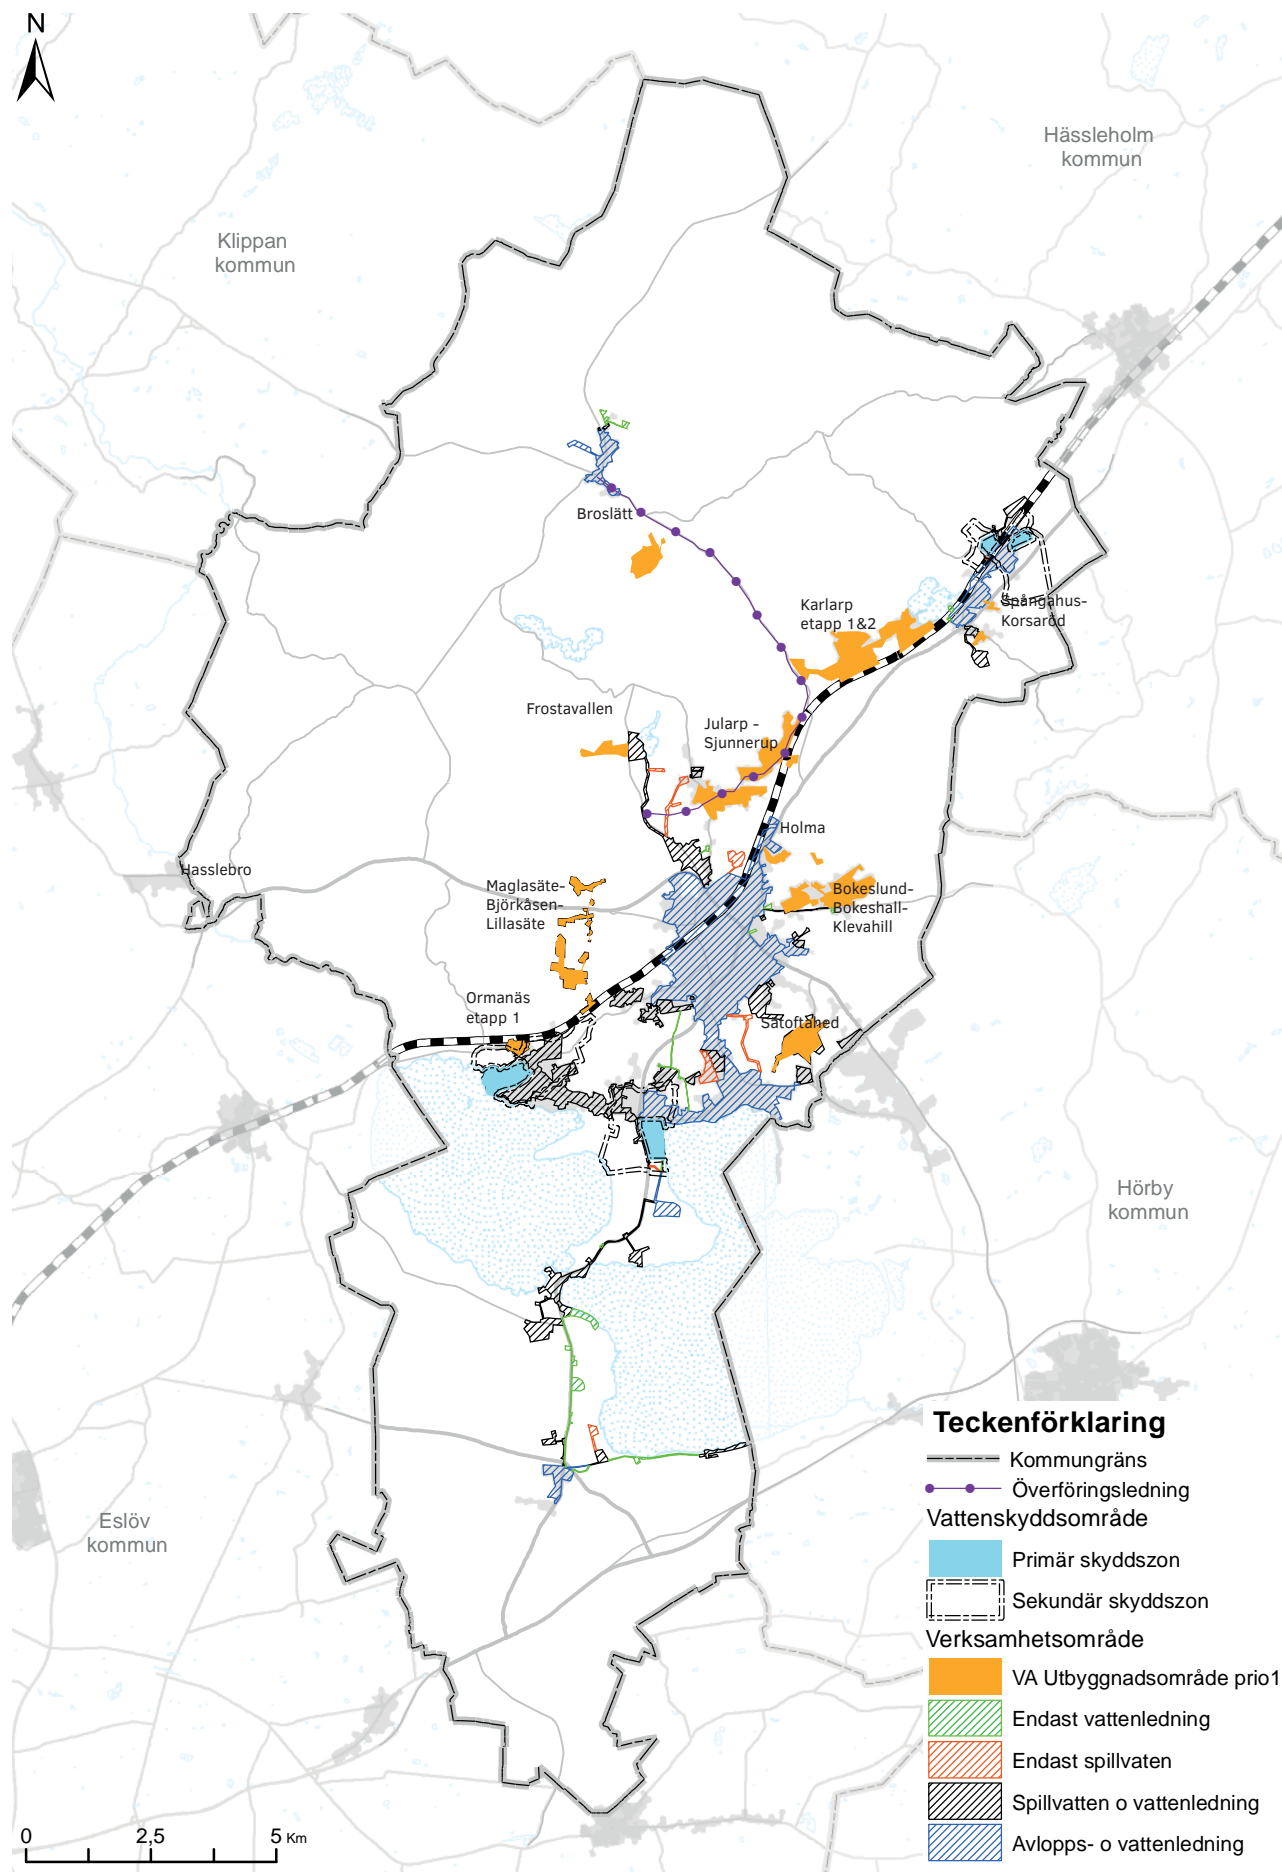 N
Hässleholm
kommun
Klippan
kommun
Broslätt
Karlarp
etapp 1&2
Spångahus-
Korsaröd
Frostavallen
Jularp -
Sjunnerup
Holma
Hasslebro
Maglasäte-
Björkåsen-
Lillasäte
Bokeslund-
Bokeshall-
Klevahill
Ormanäs
etapp 1
Sätoftahed
Hörby
kommun
Eslöv
kommun
Teckenförklaring
Kommungräns
Överföringsledning
Vattenskyddsområde
Primär skyddszon
Sekundär skyddszon
Verksamhetsområde
VA Utbyggnadsområde prio1
Endast vattenledning
Endast spillvaten
Spillvatten o vattenledning
Avlopps- o vattenledning
0 2,5 5 Km